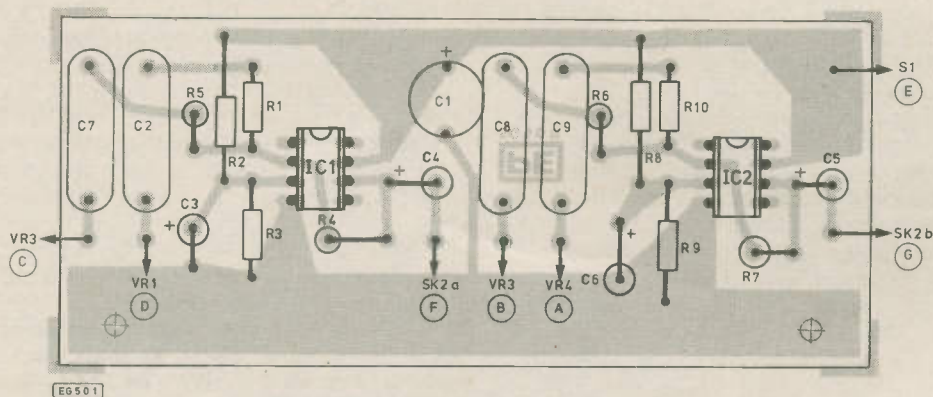 S1
E
C7
C2
R5
R1
R2
IC1
C1
C4
C8
C9
R6
R10
R8
IC2
C5
C3
R3
R4
C6
R9
R7
VR3
C
VR1
D
SK2a
F
VR3
B
VR4
A
SK2b
G
EG501